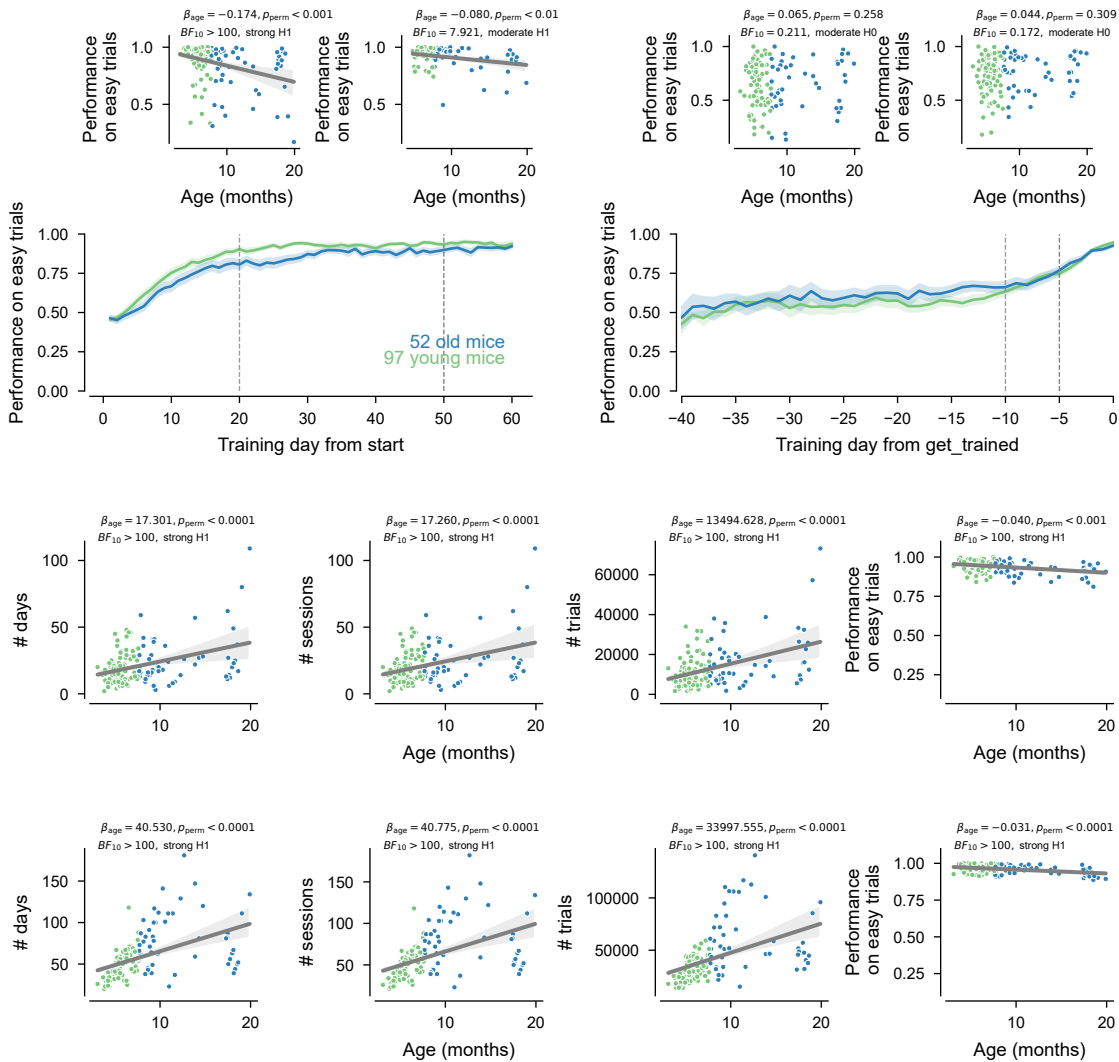 β_age = −0.174, p_perm < 0.001
BF₁₀ > 100, strong H1
1.0
0.5
Performance
on easy trials
10
20
Age (months)
β_age = −0.080, p_perm < 0.01
BF₁₀ = 7.921, moderate H1
1.0
0.5
Performance
on easy trials
10
20
Age (months)
β_age = 0.065, p_perm = 0.258
BF₁₀ = 0.211, moderate H0
1.0
0.5
Performance
on easy trials
10
20
Age (months)
β_age = 0.044, p_perm = 0.309
BF₁₀ = 0.172, moderate H0
1.0
0.5
Performance
on easy trials
10
20
Age (months)
Performance on easy trials
1.00
0.75
0.50
0.25
0.00
52 old mice
97 young mice
0 10 20 30 40 50 60
Training day from start
Performance on easy trials
1.00
0.75
0.50
0.25
0.00
−40 −35 −30 −25 −20 −15 −10 −5 0
Training day from get_trained
β_age = 17.301, p_perm < 0.0001
BF₁₀ > 100, strong H1
100
50
0
# days
10 20
β_age = 17.260, p_perm < 0.0001
BF₁₀ > 100, strong H1
100
50
0
# sessions
10 20
Age (months)
β_age = 13494.628, p_perm < 0.0001
BF₁₀ > 100, strong H1
60000
40000
20000
0
# trials
10 20
β_age = −0.040, p_perm < 0.001
BF₁₀ > 100, strong H1
1.00
0.75
0.50
0.25
Performance
on easy trials
10 20
Age (months)
β_age = 40.530, p_perm < 0.0001
BF₁₀ > 100, strong H1
150
100
50
# days
10 20
Age (months)
β_age = 40.775, p_perm < 0.0001
BF₁₀ > 100, strong H1
150
100
50
# sessions
10 20
Age (months)
β_age = 33997.555, p_perm < 0.0001
BF₁₀ > 100, strong H1
100000
50000
0
# trials
10 20
Age (months)
β_age = −0.031, p_perm < 0.0001
BF₁₀ > 100, strong H1
1.00
0.75
0.50
0.25
Performance
on easy trials
10 20
Age (months)